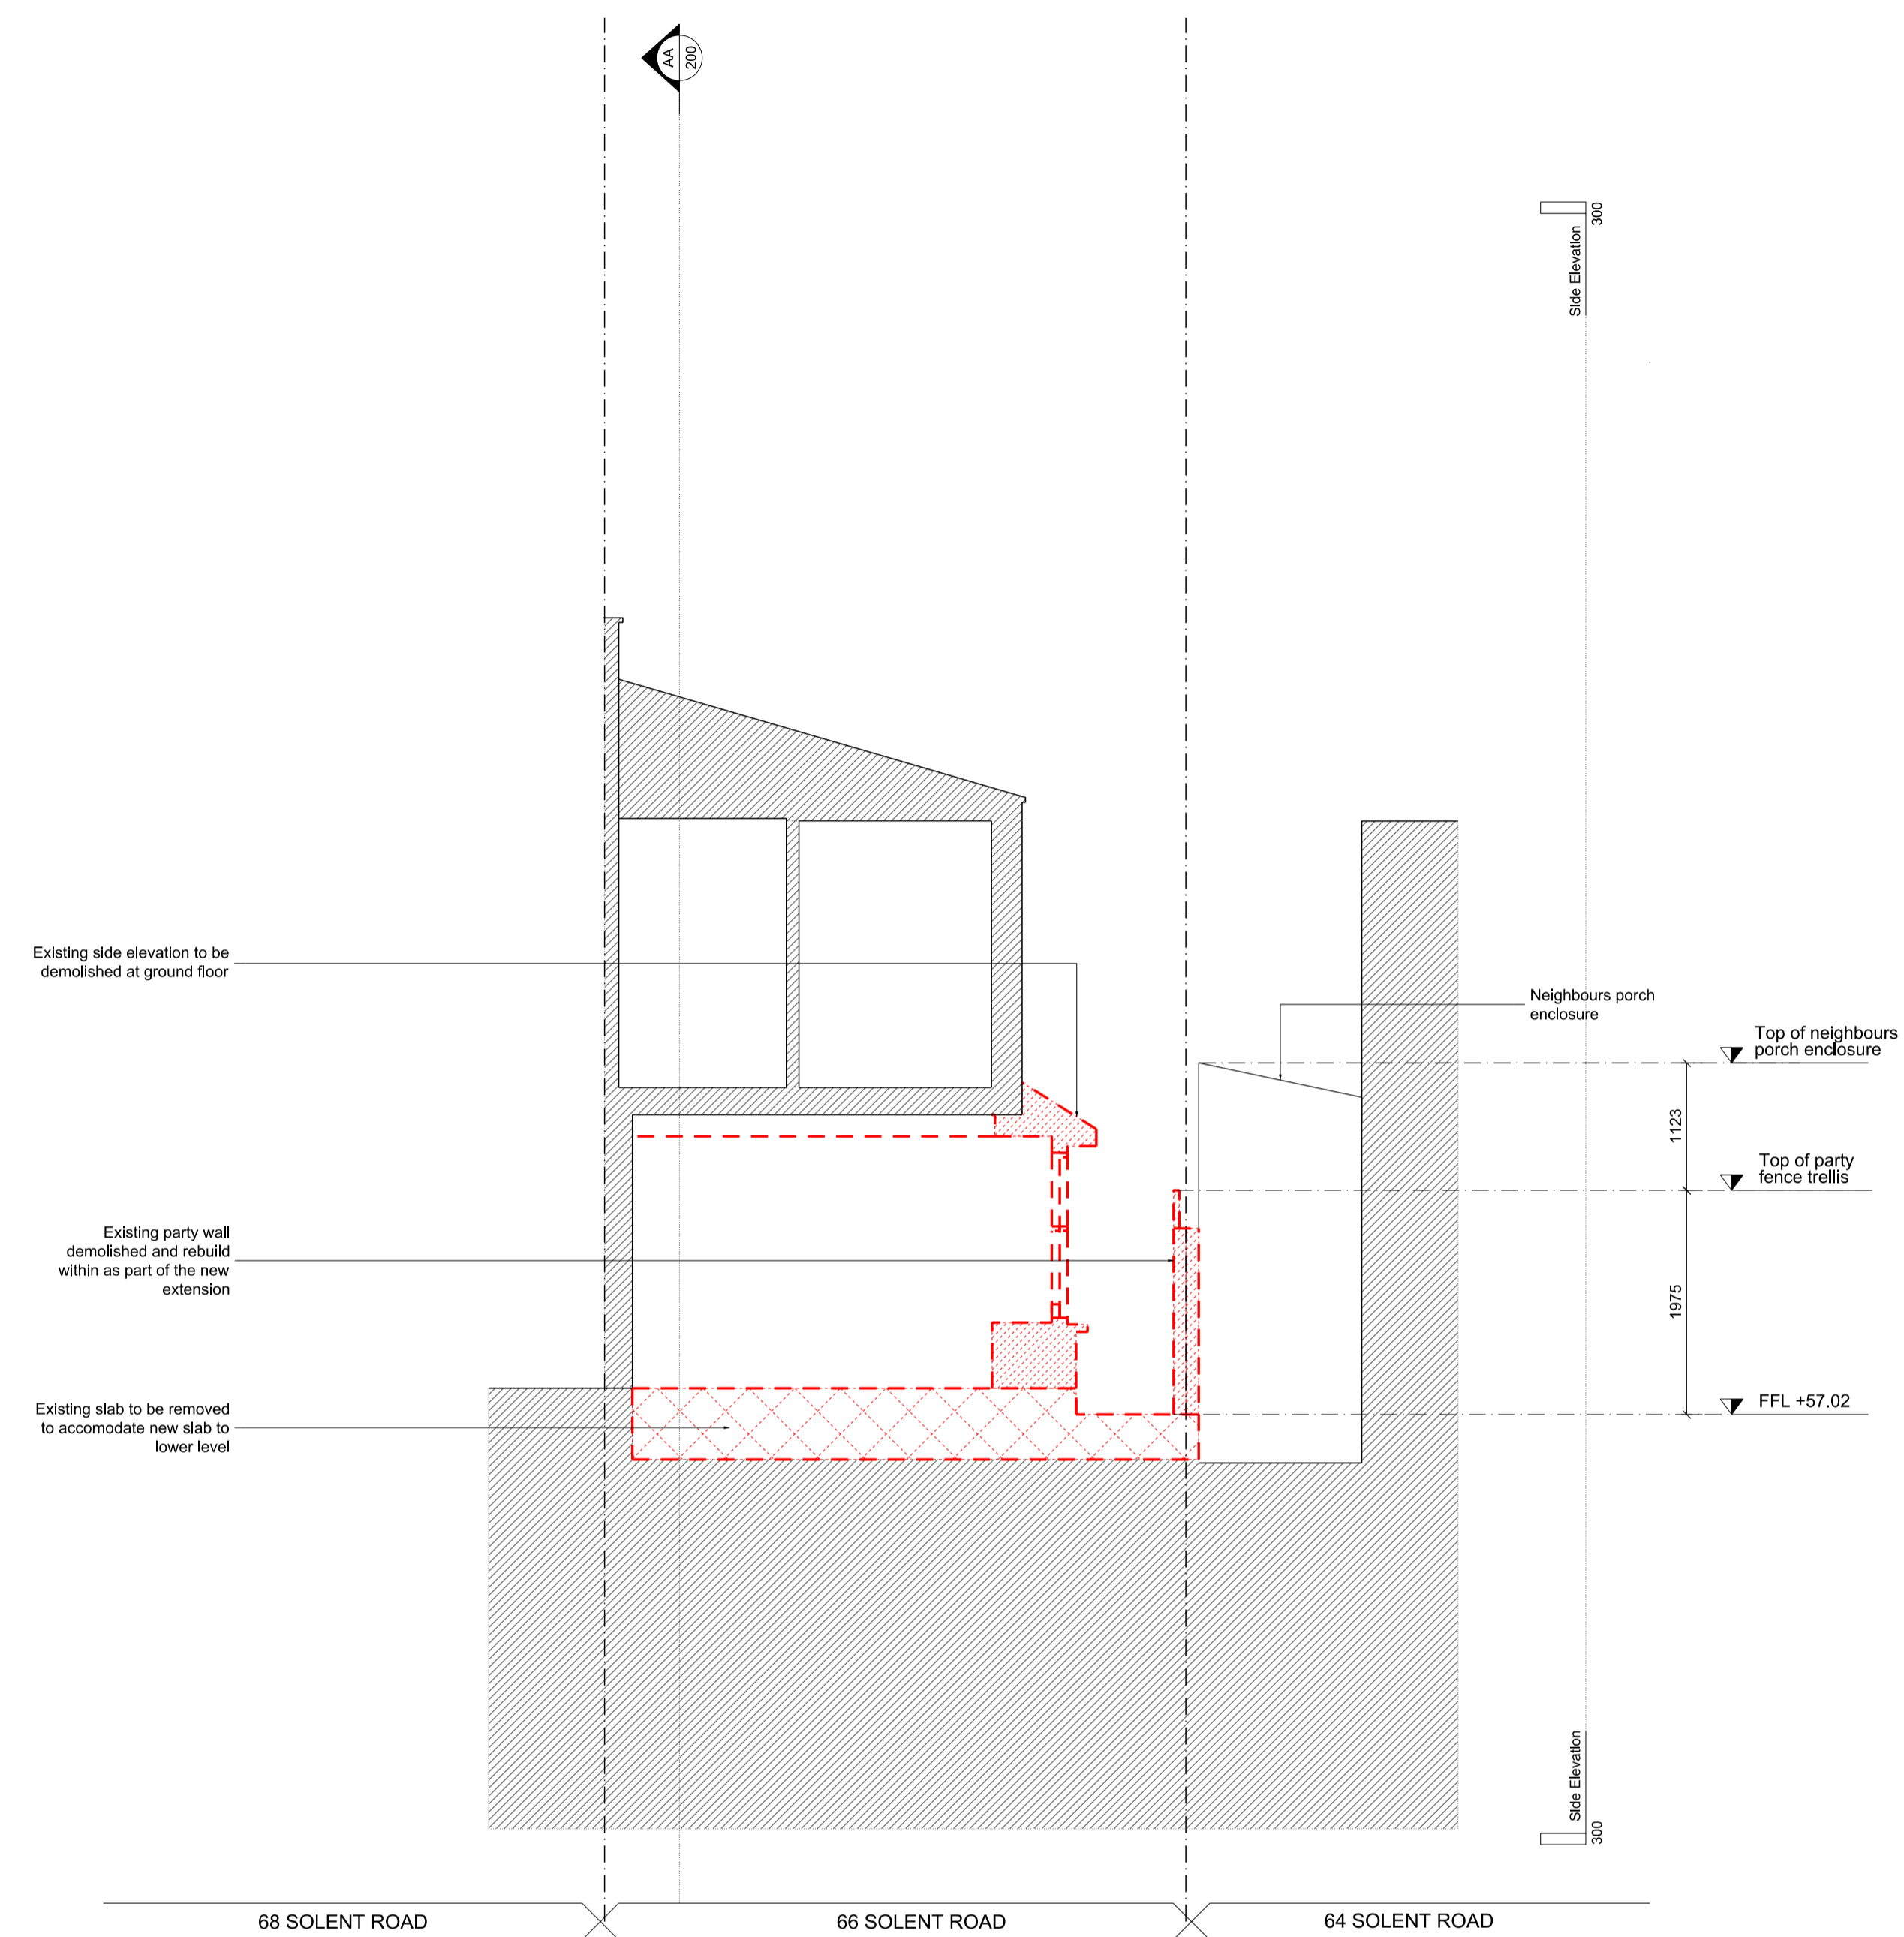 AA
200
300
Side Elevation
Existing side elevation to be
demolished at ground floor
Neighbours porch
enclosure
Top of neighbours
porch enclosure
1123
Top of party
fence trellis
Existing party wall
demolished and rebuild
within as part of the new
extension
1975
FFL +57.02
Existing slab to be removed
to accomodate new slab to
lower level
Side Elevation
300
68 SOLENT ROAD
66 SOLENT ROAD
64 SOLENT ROAD